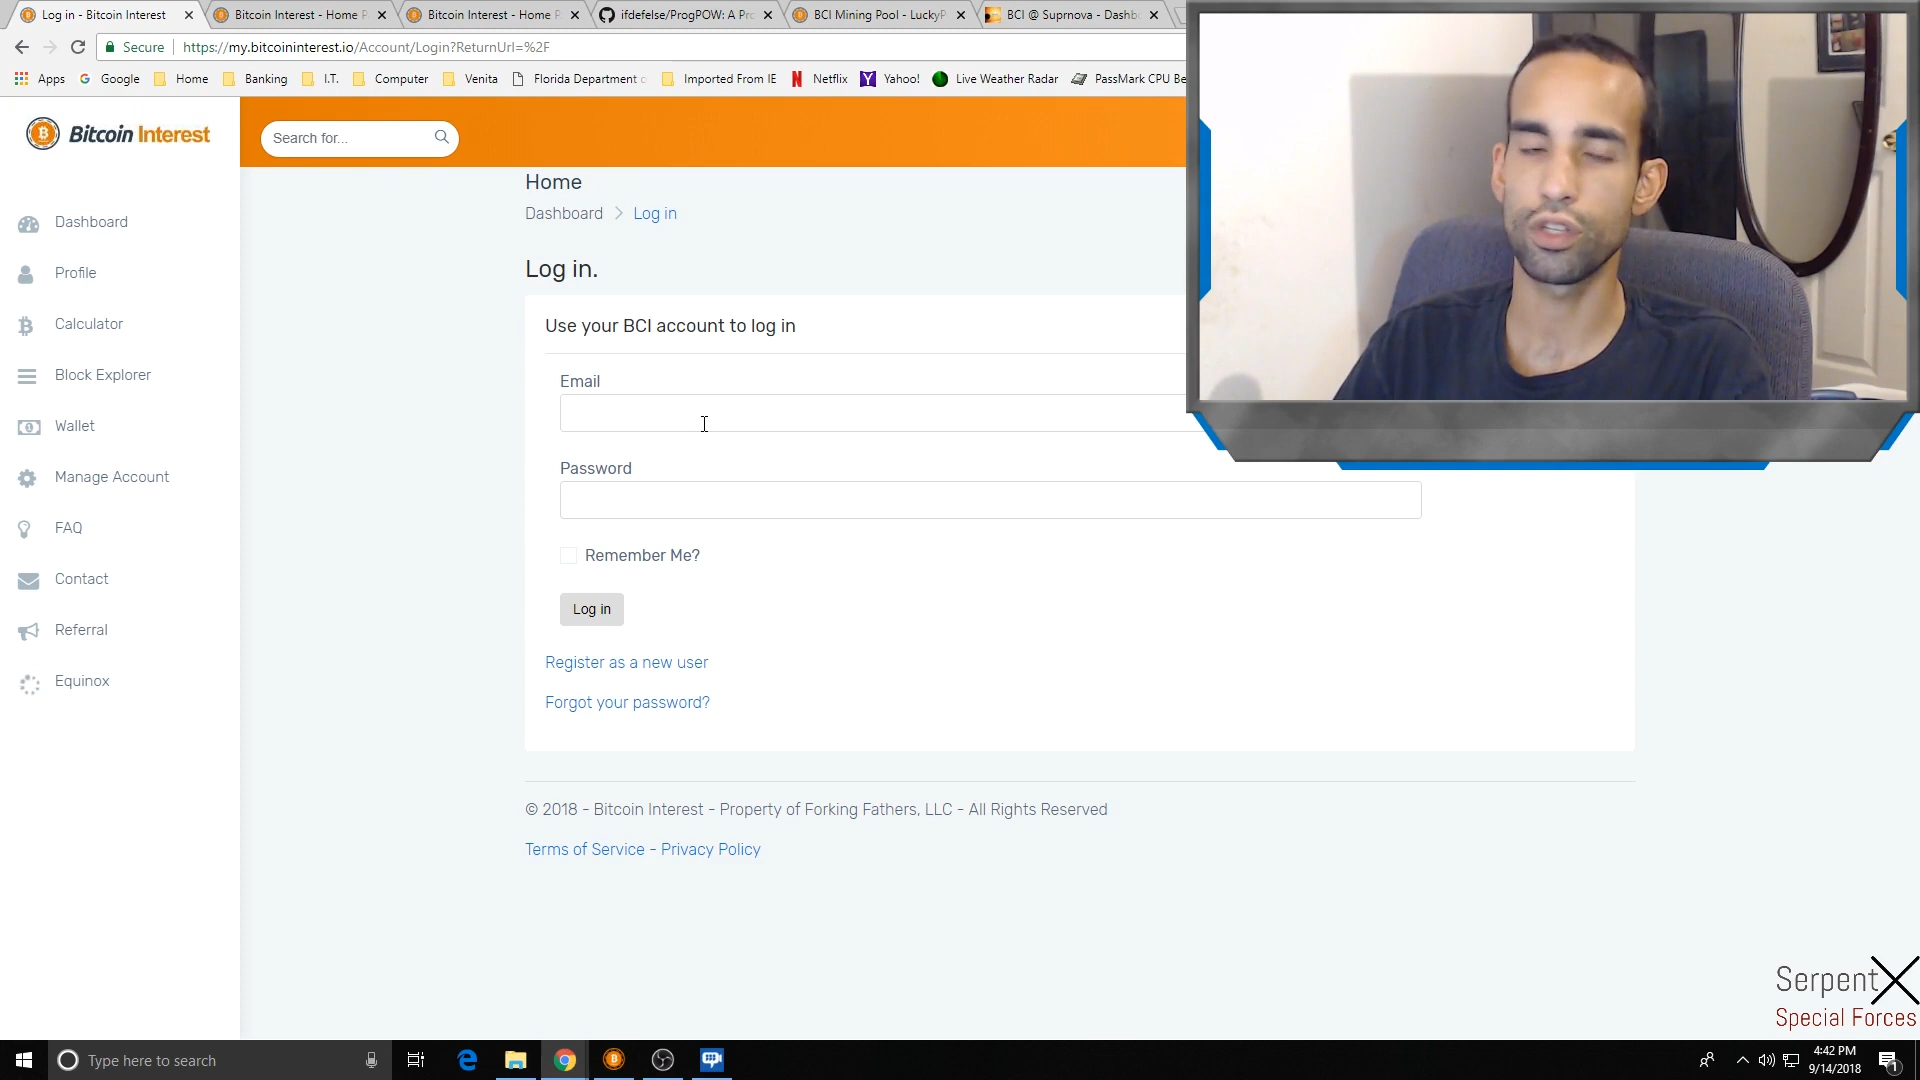 Log in - Bitcoin Interest
Bitcoin Interest - Home P
Bitcoin Interest - Home P
ifdefelse/ProgPOW: A Pro
BCI Mining Pool - LuckyP
BCI @ Suprnova - Dashb
Secure
https://my.bitcoininterest.io/Account/Login?ReturnUrl=%2F
Apps
Google
Home
Banking
I.T.
Computer
Venita
Florida Department o
Imported From IE
Netflix
Yahoo!
Live Weather Radar
PassMark CPU Be
Bitcoin Interest
Search for...
Dashboard
Profile
Calculator
Block Explorer
Wallet
Manage Account
FAQ
Contact
Referral
Equinox
Home
Dashboard > Log in
Log in.
Use your BCI account to log in
Email
Password
Remember Me?
Log in
Register as a new user
Forgot your password?
© 2018 - Bitcoin Interest - Property of Forking Fathers, LLC - All Rights Reserved
Terms of Service - Privacy Policy
SerpentX
Special Forces
Type here to search
4:42 PM
9/14/2018
1